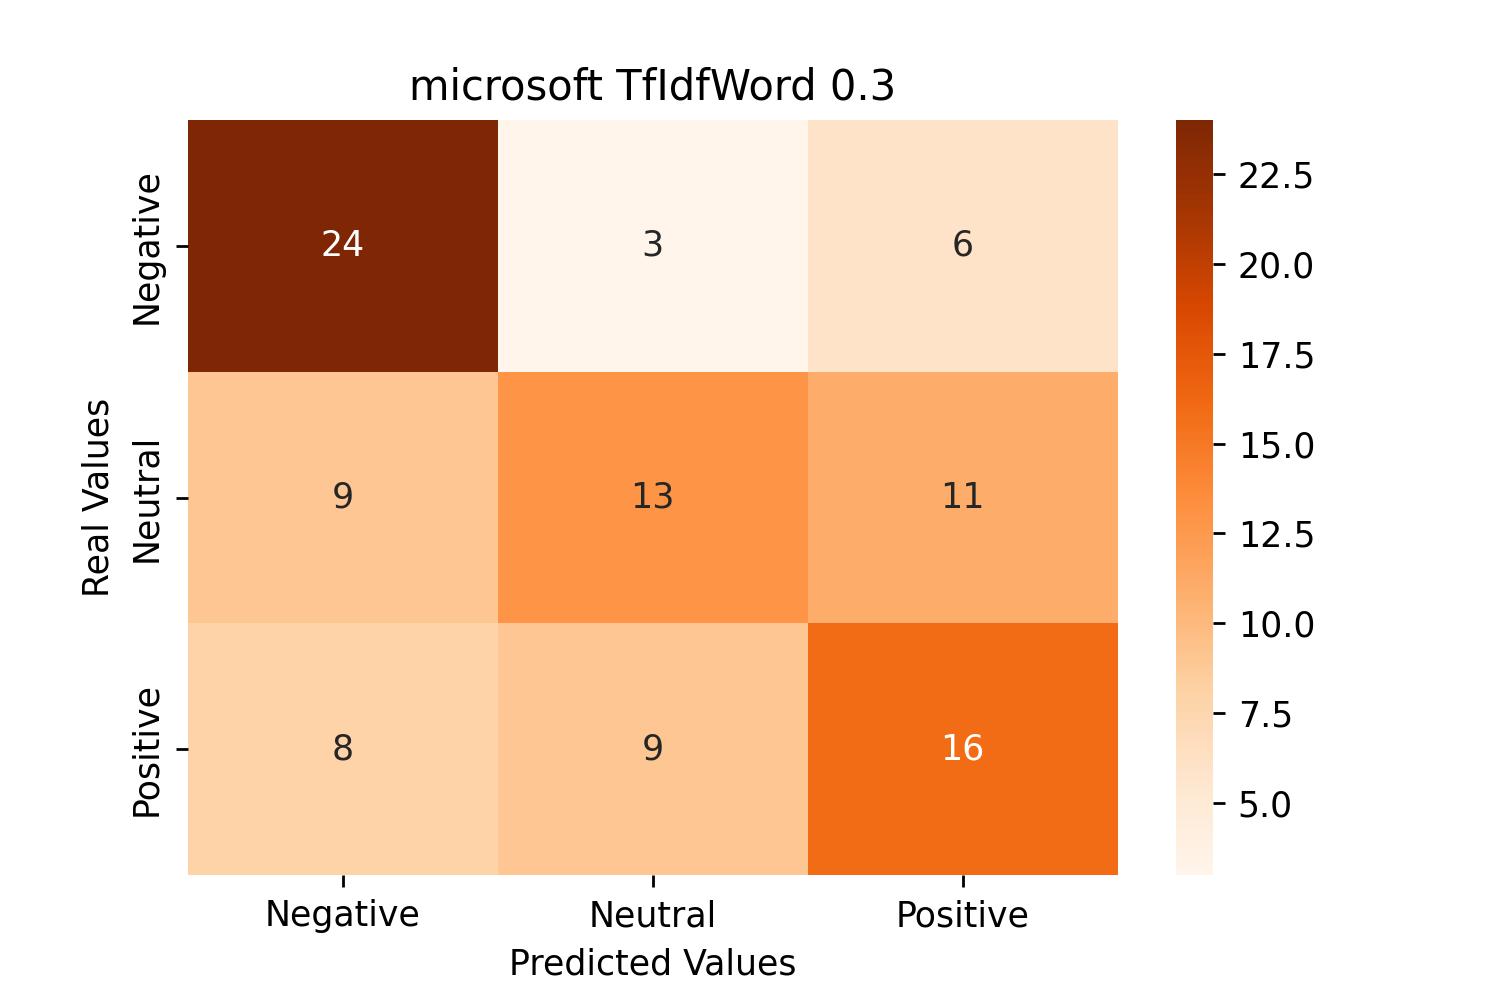 microsoft TfIdfWord 0.3
Real Values
Negative
24 3 6
Neutral
9 13 11
Positive
8 9 16
Negative Neutral Positive
Predicted Values
22.5
20.0
17.5
15.0
12.5
10.0
7.5
5.0